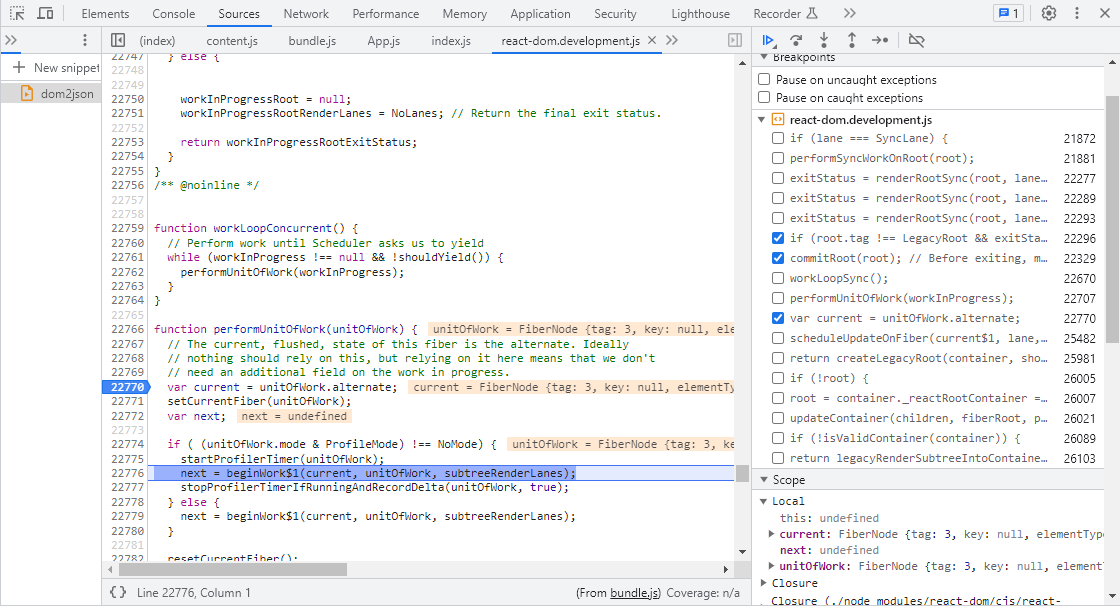 Elements Console Sources Network Performance Memory Application Security Lighthouse Recorder 1
(index) content.js bundle.js App.js index.js react-dom.development.js
New snippet
dom2json
22747 } else {
22748
22749
22750 workInProgressRoot = null;
22751 workInProgressRootRenderLanes = NoLanes; // Return the final exit status.
22752
22753 return workInProgressRootExitStatus;
22754 }
22755 }
22756 /** @noinline */
22757
22758
22759 function workLoopConcurrent() {
22760 // Perform work until Scheduler asks us to yield
22761 while (workInProgress !== null && !shouldYield()) {
22762 performUnitOfWork(workInProgress);
22763 }
22764 }
22765
22766 function performUnitOfWork(unitOfWork) { unitOfWork = FiberNode {tag: 3, key: null, ele
22767 // The current, flushed, state of this fiber is the alternate. Ideally
22768 // nothing should rely on this, but relying on it here means that we don't
22769 // need an additional field on the work in progress.
22770 var current = unitOfWork.alternate; current = FiberNode {tag: 3, key: null, elementTy
22771 setCurrentFiber(unitOfWork);
22772 var next; next = undefined
22773
22774 if ( (unitOfWork.mode & ProfileMode) !== NoMode) { unitOfWork = FiberNode {tag: 3, ke
22775 startProfilerTimer(unitOfWork);
22776 next = beginWork$1(current, unitOfWork, subtreeRenderLanes);
22777 stopProfilerTimerIfRunningAndRecordDelta(unitOfWork, true);
22778 } else {
22779 next = beginWork$1(current, unitOfWork, subtreeRenderLanes);
22780 }
22781
22782 resetCurrentFiber();
{} Line 22776, Column 1 (From bundle.js) Coverage: n/a
Breakpoints
Pause on uncaught exceptions
Pause on caught exceptions
react-dom.development.js
if (lane === SyncLane) { 21872
performSyncWorkOnRoot(root); 21881
exitStatus = renderRootSync(root, lane… 22277
exitStatus = renderRootSync(root, lane… 22289
exitStatus = renderRootSync(root, lane… 22293
if (root.tag !== LegacyRoot && exitSta… 22296
commitRoot(root); // Before exiting, m… 22329
workLoopSync(); 22670
performUnitOfWork(workInProgress); 22707
var current = unitOfWork.alternate; 22770
scheduleUpdateOnFiber(current$1, lane,… 25482
return createLegacyRoot(container, sho… 25981
if (!root) { 26005
root = container._reactRootContainer =… 26007
updateContainer(children, fiberRoot, p… 26021
if (!isValidContainer(container)) { 26089
return legacyRenderSubtreeIntoContaine… 26103
Scope
Local
this: undefined
current: FiberNode {tag: 3, key: null, elementType
next: undefined
unitOfWork: FiberNode {tag: 3, key: null, element
Closure
Closure (./node_modules/react-dom/cjs/react-